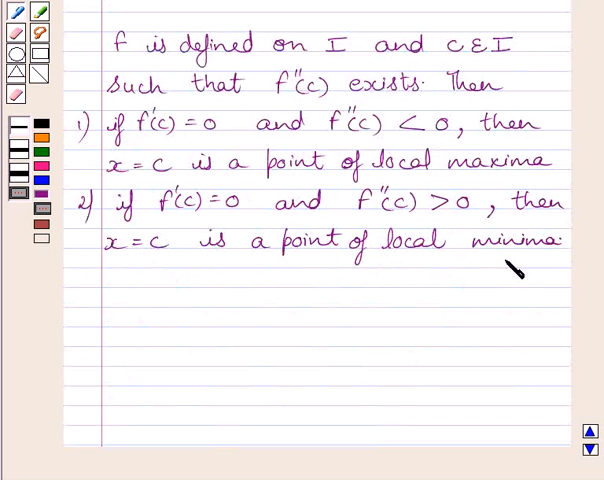 f is defined on I and c ε I
such that f''(c) exists. Then
1) if f'(c) = 0 and f''(c) < 0, then
x = c is a point of local maxima
2) if f'(c) = 0 and f''(c) > 0, then
x = c is a point of local minima.